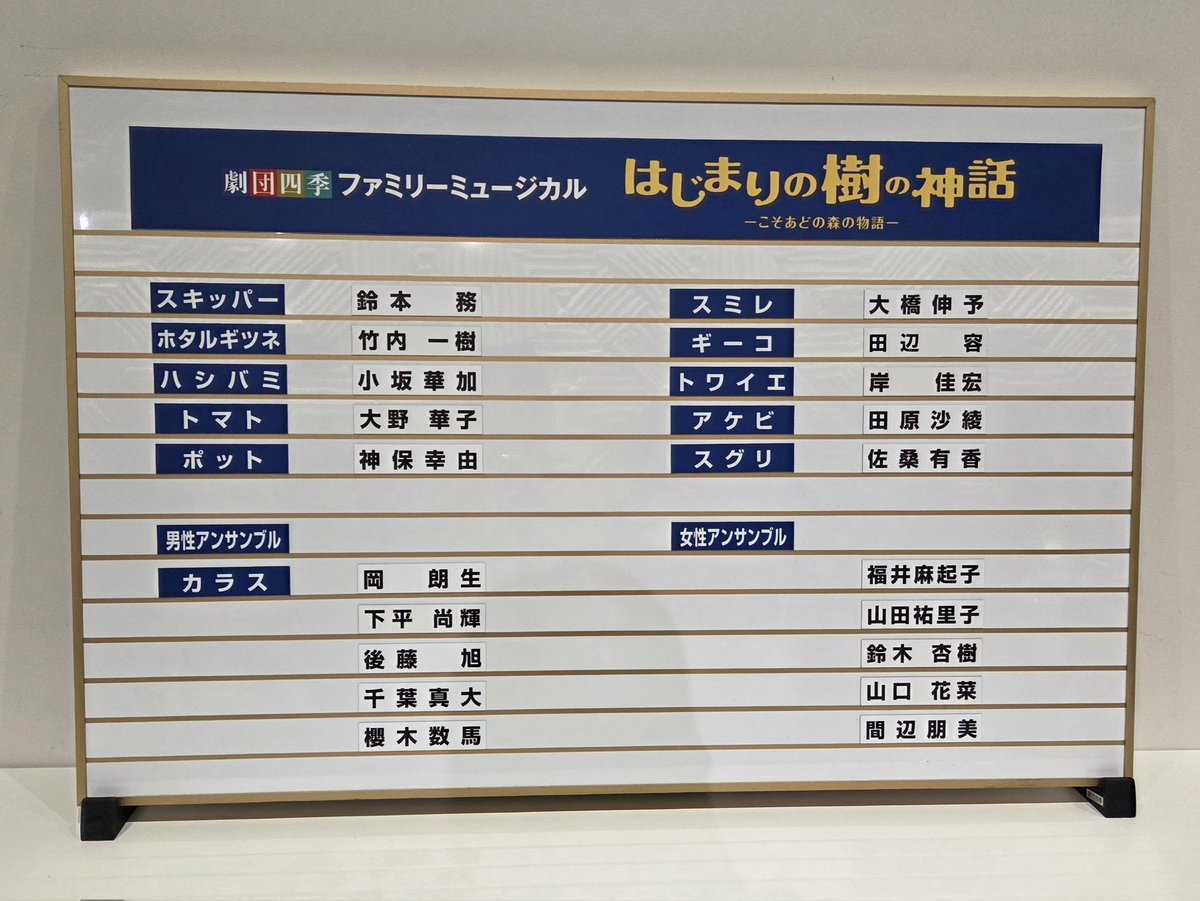 劇団四季 ファミリーミュージカル はじまりの樹の神話
―こそあどの森の物語―
スキッパー 鈴本 務 スミレ 大橋伸予
ホタルギツネ 竹内一樹 ギーコ 田辺 容
ハシバミ 小坂華加 トワイエ 岸 佳宏
トマト 大野華子 アケビ 田原沙綾
ポット 神保幸由 スグリ 佐桑有香
男性アンサンブル 女性アンサンブル
カラス 岡 朗生 福井麻起子
下平尚輝 山田祐里子
後藤 旭 鈴木杏樹
千葉真大 山口花菜
櫻木数馬 間辺朋美